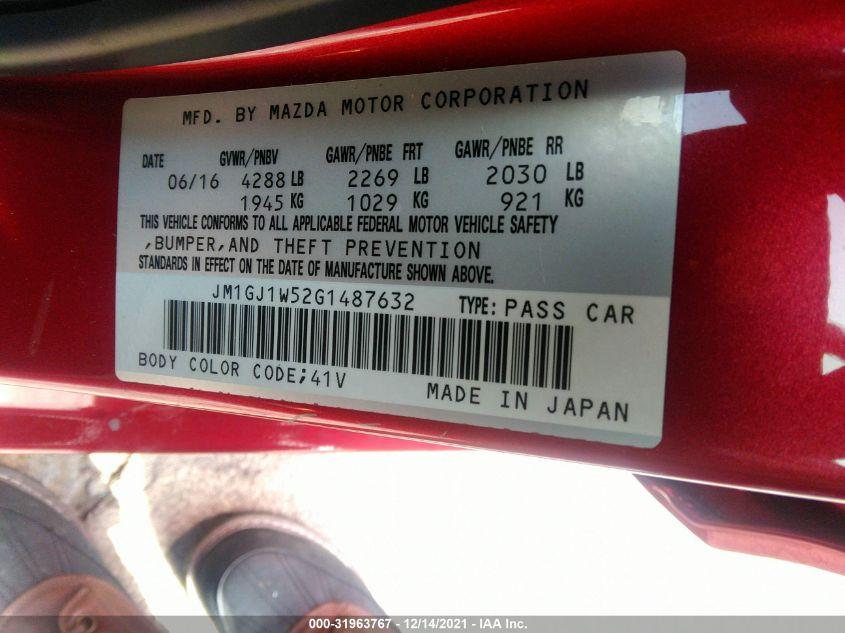 MFD. BY MAZDA MOTOR CORPORATION
DATE GVWR/PNBV GAWR/PNBE FRT GAWR/PNBE RR
06/16 4288 LB 2269 LB 2030 LB
1945 KG 1029 KG 921 KG
THIS VEHICLE CONFORMS TO ALL APPLICABLE FEDERAL MOTOR VEHICLE SAFETY
,BUMPER,AND THEFT PREVENTION
STANDARDS IN EFFECT ON THE DATE OF MANUFACTURE SHOWN ABOVE.
JM1GJ1W52G1487632 TYPE: PASS CAR
BODY COLOR CODE;41V
MADE IN JAPAN
000-31963767 - 12/14/2021 - IAA Inc.